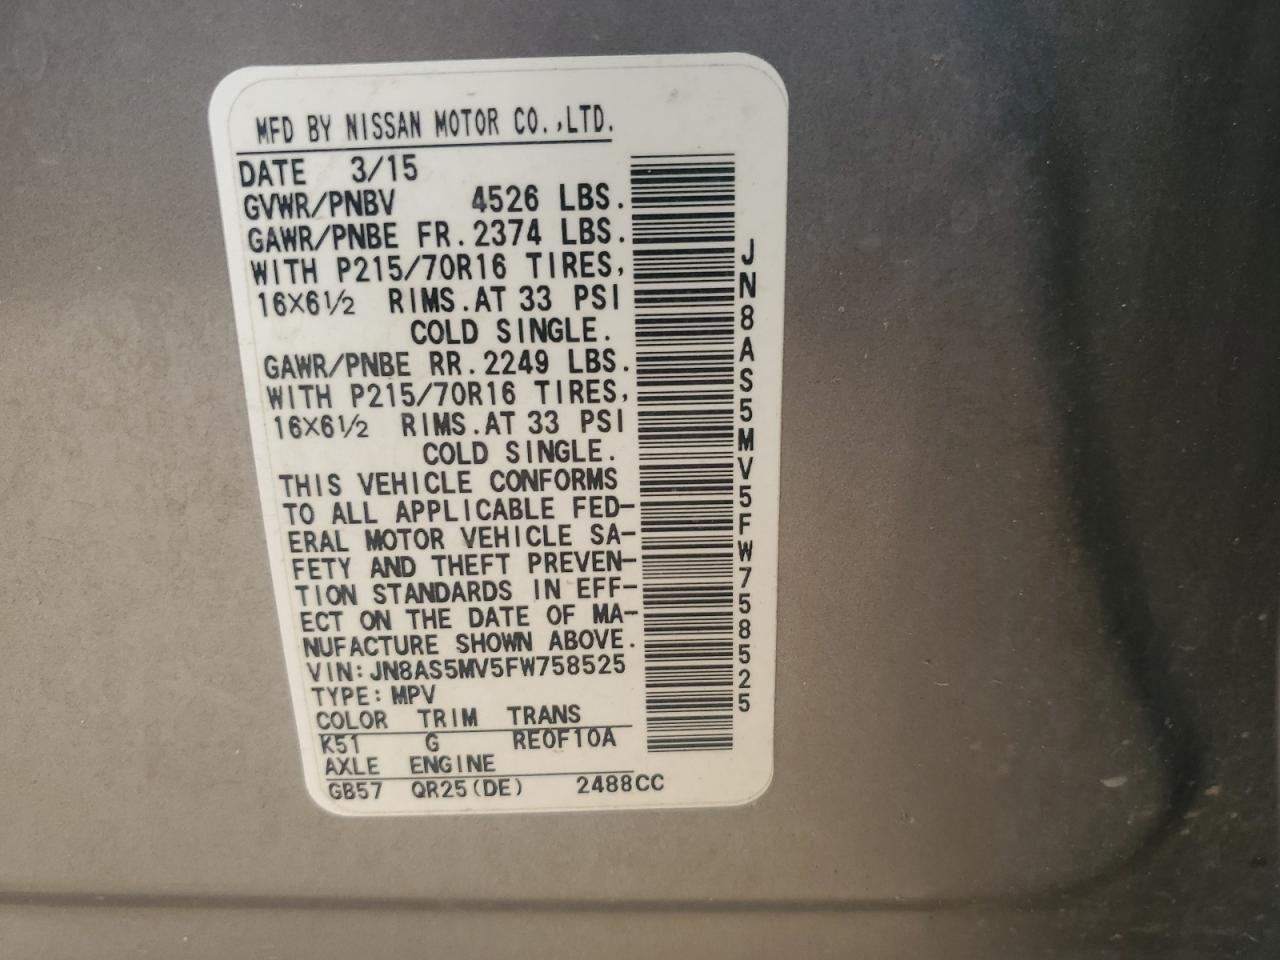 MFD BY NISSAN MOTOR CO.,LTD.
DATE 3/15
GVWR/PNBV 4526 LBS.
GAWR/PNBE FR.2374 LBS.
WITH P215/70R16 TIRES,
16X6½ RIMS.AT 33 PSI
COLD SINGLE.
GAWR/PNBE RR.2249 LBS.
WITH P215/70R16 TIRES,
16X6½ RIMS.AT 33 PSI
COLD SINGLE.
THIS VEHICLE CONFORMS
TO ALL APPLICABLE FED-
ERAL MOTOR VEHICLE SA-
FETY AND THEFT PREVEN-
TION STANDARDS IN EFF-
ECT ON THE DATE OF MA-
NUFACTURE SHOWN ABOVE.
VIN:JN8AS5MV5FW758525
TYPE:MPV
COLOR TRIM TRANS
K51 G RE0F10A
AXLE ENGINE
GB57 QR25(DE) 2488CC
JN8AS5MV5FW758525